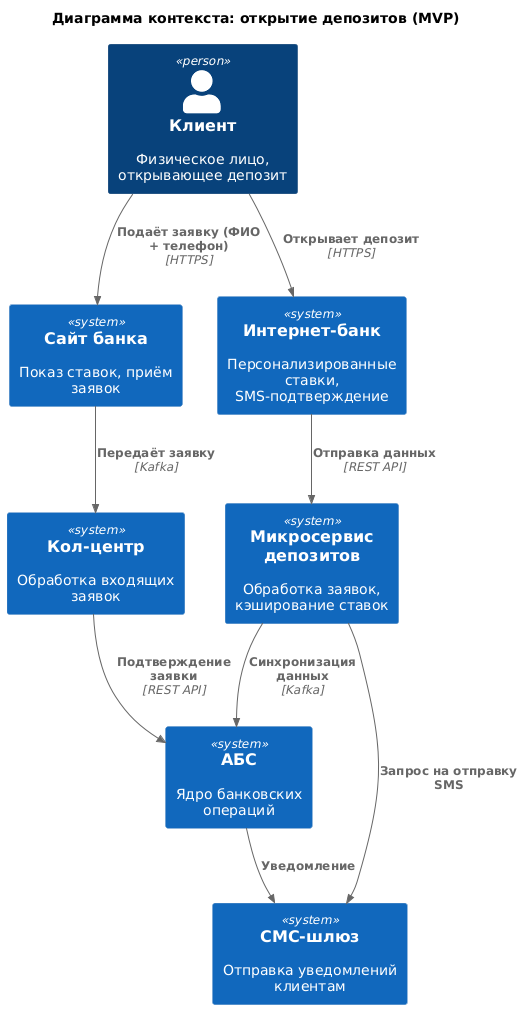 Диаграмма контекста: открытие депозитов (MVP)
«person»
Клиент
Физическое лицо,
открывающее депозит
Подаёт заявку (ФИО
+ телефон)
[HTTPS]
Открывает депозит
[HTTPS]
«system»
Сайт банка
Показ ставок, приём
заявок
«system»
Интернет-банк
Персонализированные
ставки,
SMS-подтверждение
Передаёт заявку
[Kafka]
Отправка данных
[REST API]
«system»
Кол-центр
Обработка входящих
заявок
«system»
Микросервис
депозитов
Обработка заявок,
кэширование ставок
Подтверждение
заявки
[REST API]
Синхронизация
данных
[Kafka]
«system»
АБС
Ядро банковских
операций
Запрос на отправку
SMS
Уведомление
«system»
СМС-шлюз
Отправка уведомлений
клиентам